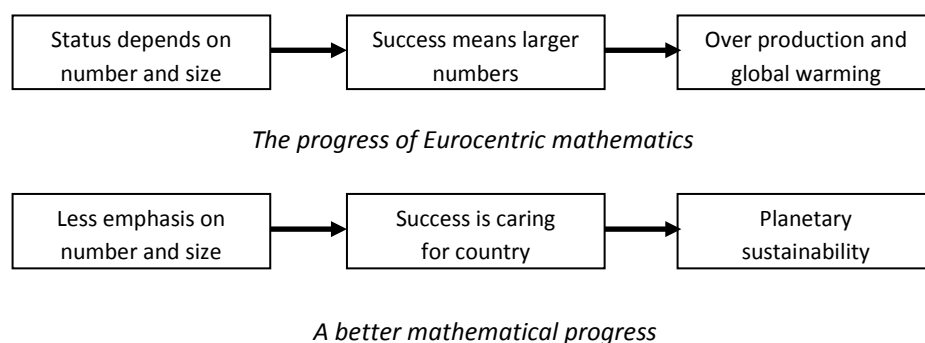 Status depends on
number and size
Success means larger
numbers
Over production and
global warming
The progress of Eurocentric mathematics
Less emphasis on
number and size
Success is caring
for country
Planetary
sustainability
A better mathematical progress